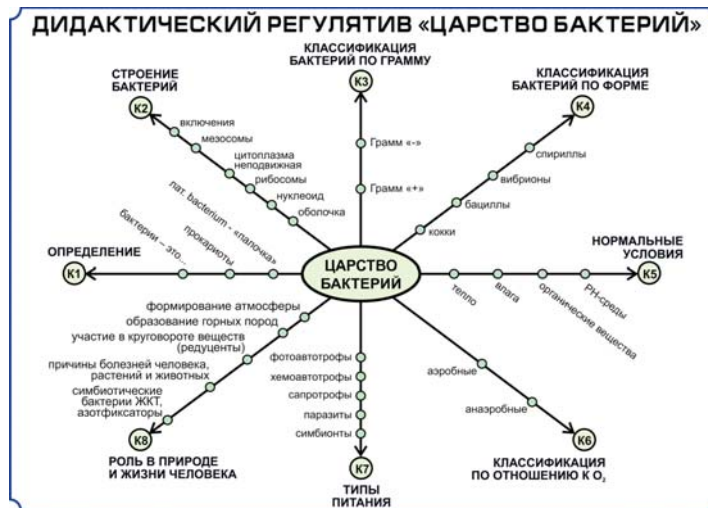 ДИДАКТИЧЕСКИЙ РЕГУЛЯТИВ «ЦАРСТВО БАКТЕРИЙ»
КЛАССИФИКАЦИЯ
БАКТЕРИЙ ПО ГРАММУ
К3
Грамм «-»
Грамм «+»
СТРОЕНИЕ
БАКТЕРИЙ
К2
включения
мезосомы
цитоплазма
неподвижная
рибосомы
нуклеоид
оболочка
КЛАССИФИКАЦИЯ
БАКТЕРИЙ ПО ФОРМЕ
К4
спириллы
вибрионы
бациллы
кокки
ОПРЕДЕЛЕНИЕ
К1
бактерии – это...
прокариоты
лат. bacterium - «палочка»
ЦАРСТВО
БАКТЕРИЙ
НОРМАЛЬНЫЕ
УСЛОВИЯ
К5
тепло
влага
органические вещества
РН-среды
формирование атмосферы
образование горных пород
участие в круговороте веществ
(редуценты)
причины болезней человека,
растений и животных
симбиотические
бактерии ЖКТ,
азотфиксаторы
К8
РОЛЬ В ПРИРОДЕ
И ЖИЗНИ ЧЕЛОВЕКА
фотоавтотрофы
хемоавтотрофы
сапротрофы
паразиты
симбионты
К7
ТИПЫ
ПИТАНИЯ
аэробные
анаэробные
К6
КЛАССИФИКАЦИЯ
ПО ОТНОШЕНИЮ К О₂